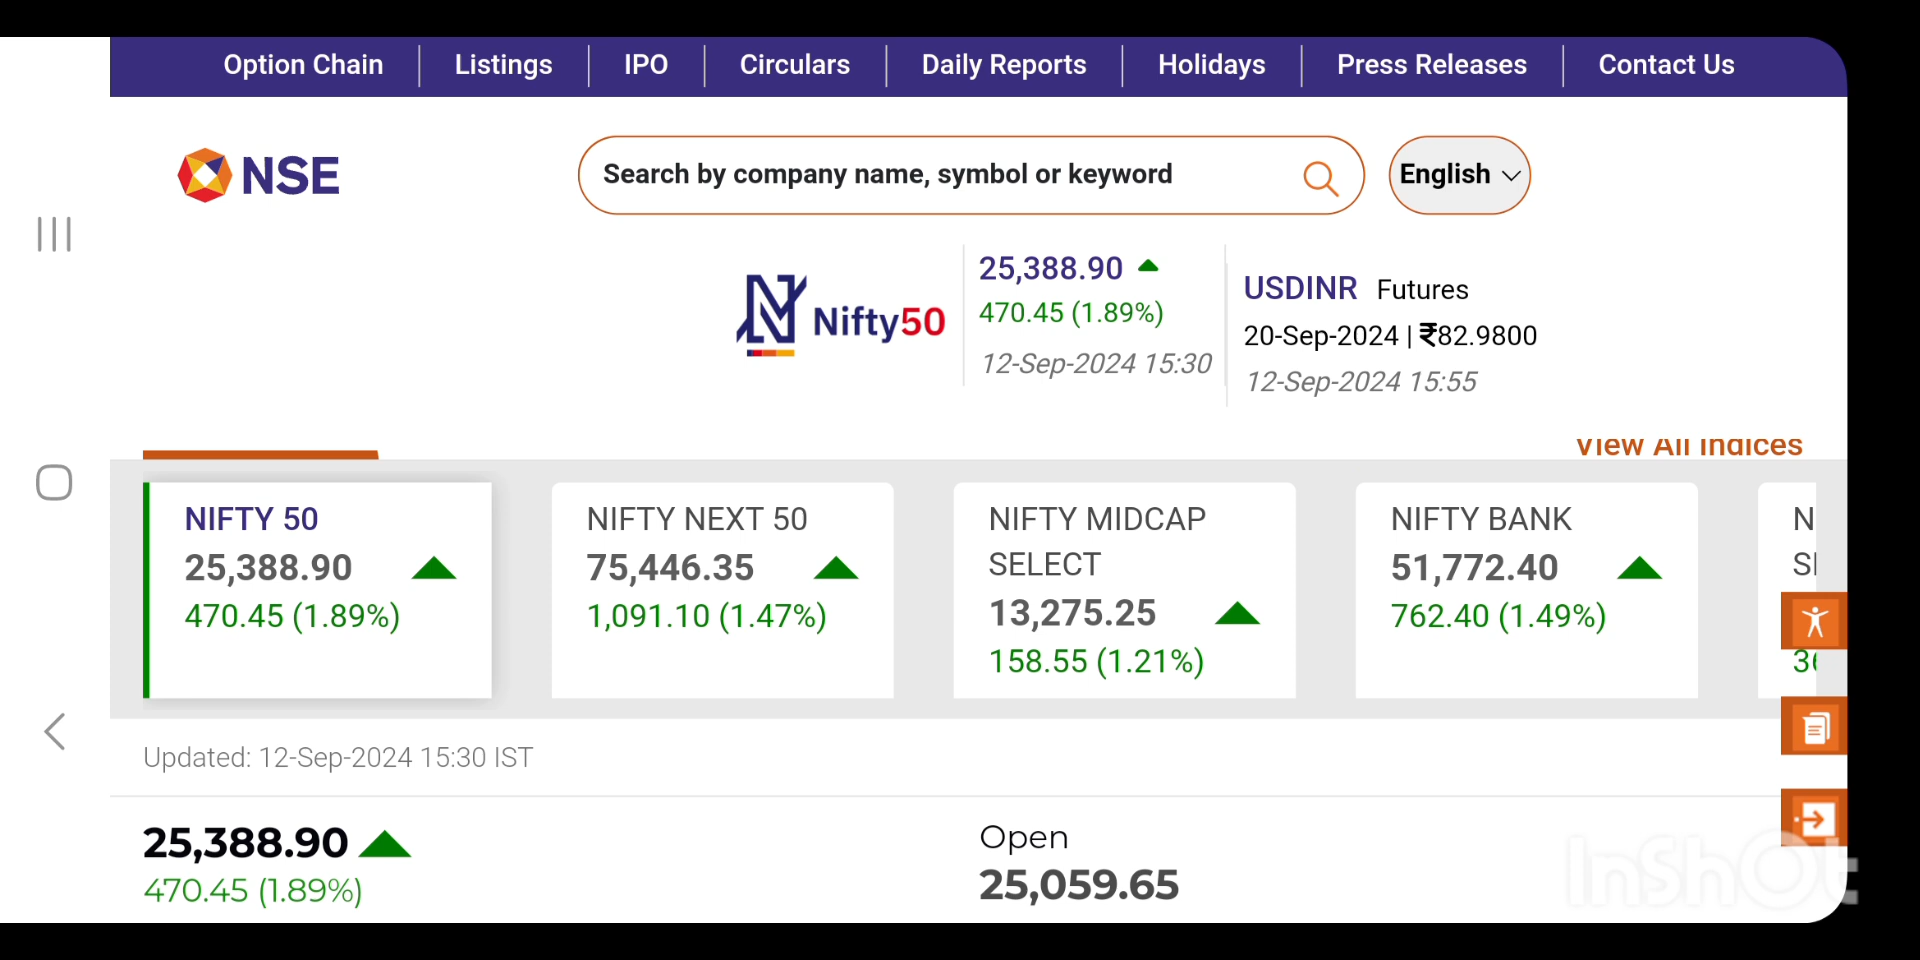 Option Chain
Listings
IPO
Circulars
Daily Reports
Holidays
Press Releases
Contact Us
NSE
Search by company name, symbol or keyword
English
Nifty50
25,388.90
470.45 (1.89%)
12-Sep-2024 15:30
USDINR Futures
20-Sep-2024 | ₹82.9800
12-Sep-2024 15:55
View All Indices
NIFTY 50
25,388.90
470.45 (1.89%)
NIFTY NEXT 50
75,446.35
1,091.10 (1.47%)
NIFTY MIDCAP
SELECT
13,275.25
158.55 (1.21%)
NIFTY BANK
51,772.40
762.40 (1.49%)
Updated: 12-Sep-2024 15:30 IST
25,388.90
470.45 (1.89%)
Open
25,059.65
InShOt